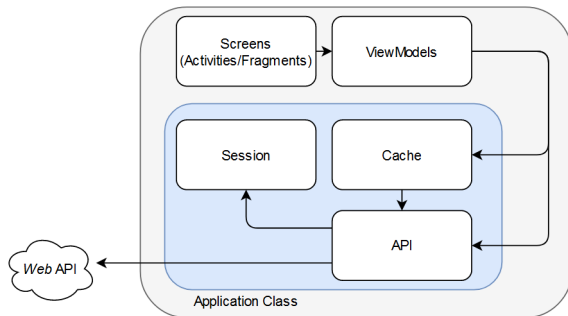 Screens
(Activities/Fragments)
ViewModels
Session
Cache
API
Web API
Application Class